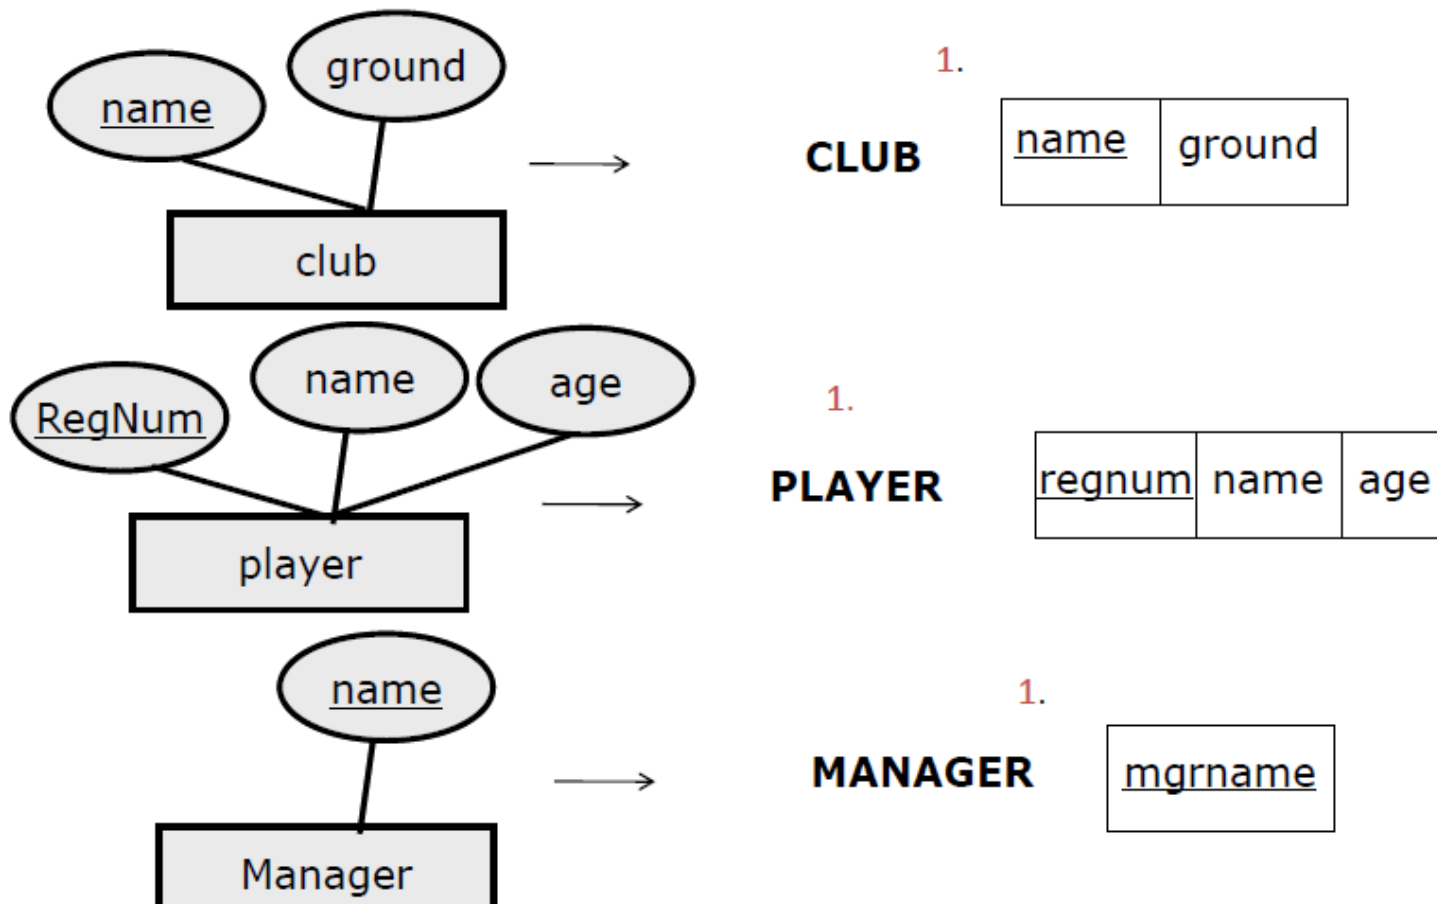 ground
name
club
1.
CLUB
name ground
name
age
RegNum
player
1.
PLAYER
regnum name age
name
Manager
1.
MANAGER
mgrname